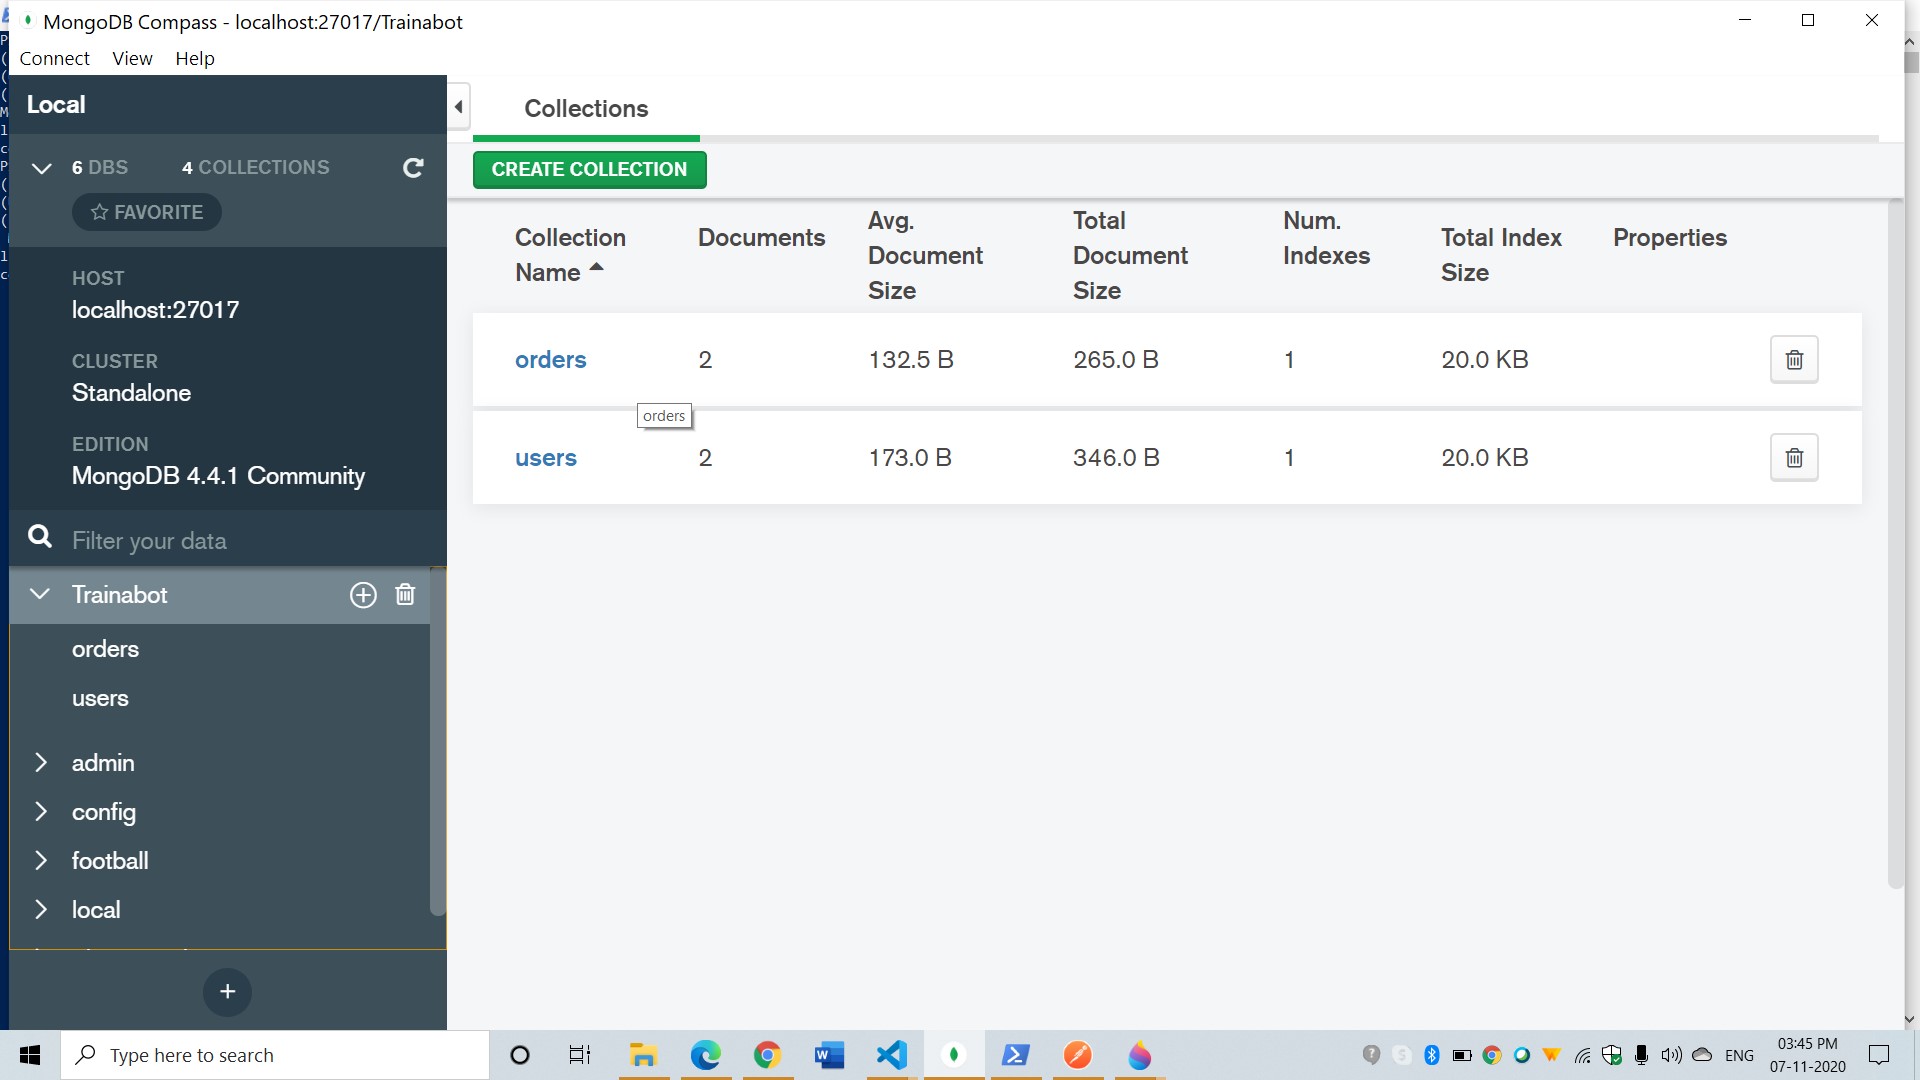 MongoDB Compass - localhost:27017/Trainabot
Connect View Help
Local
6 DBS 4 COLLECTIONS
FAVORITE
HOST
localhost:27017
CLUSTER
Standalone
EDITION
MongoDB 4.4.1 Community
Filter your data
Trainabot
orders
users
admin
config
football
local
+
Collections
CREATE COLLECTION
Collection Name Documents Avg. Document Size Total Document Size Num. Indexes Total Index Size Properties
orders 2 132.5 B 265.0 B 1 20.0 KB
orders
users 2 173.0 B 346.0 B 1 20.0 KB
Type here to search
ENG
03:45 PM
07-11-2020